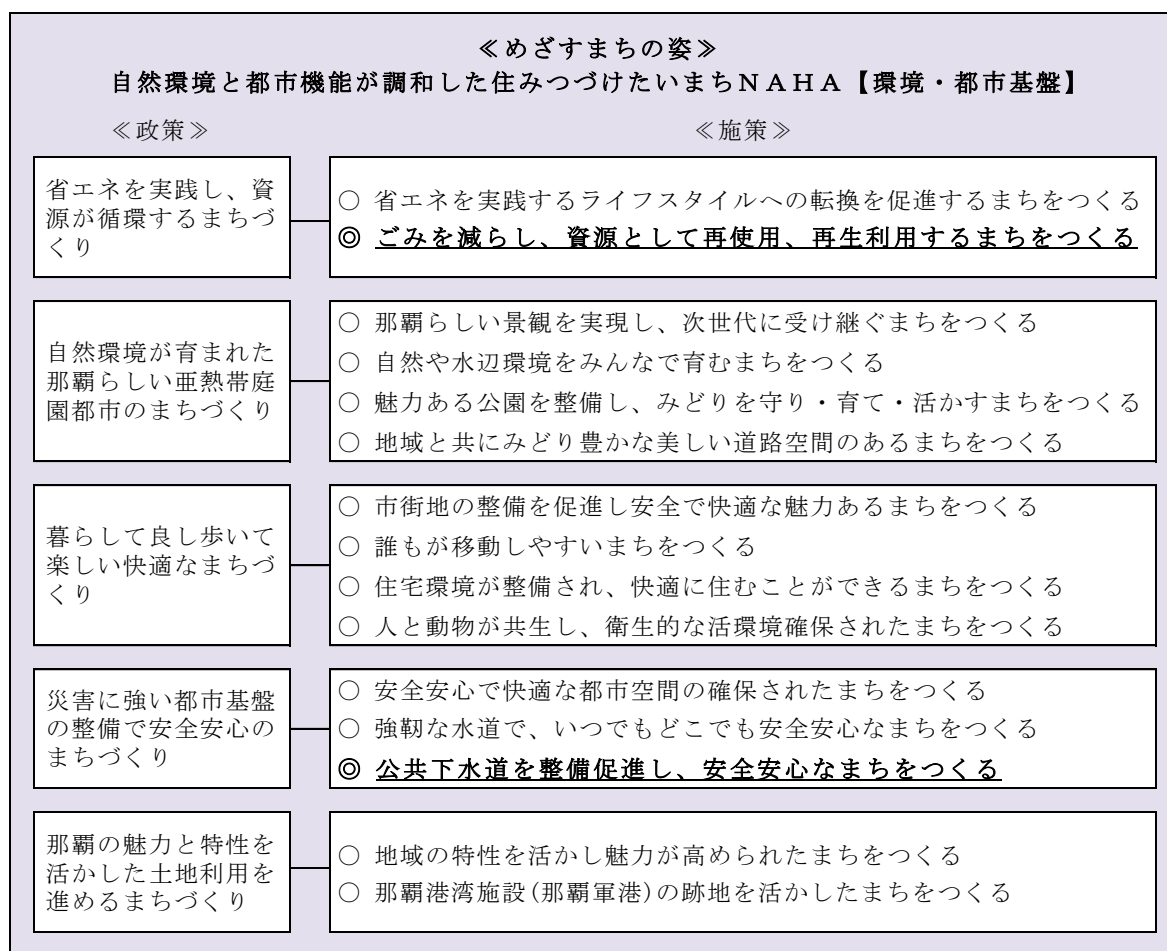 ≪めざすまちの姿≫
自然環境と都市機能が調和した住みつづけたいまちNAHA【環境・都市基盤】
≪政策≫
≪施策≫
省エネを実践し、資
源が循環するまちづ
くり
○ 省エネを実践するライフスタイルへの転換を促進するまちをつくる
◎ ごみを減らし、資源として再使用、再生利用するまちをつくる
自然環境が育まれた
那覇らしい亜熱帯庭
園都市のまちづくり
○ 那覇らしい景観を実現し、次世代に受け継ぐまちをつくる
○ 自然や水辺環境をみんなで育むまちをつくる
○ 魅力ある公園を整備し、みどりを守り・育て・活かすまちをつくる
○ 地域と共にみどり豊かな美しい道路空間のあるまちをつくる
暮らして良し歩いて
楽しい快適なまちづ
くり
○ 市街地の整備を促進し安全で快適な魅力あるまちをつくる
○ 誰もが移動しやすいまちをつくる
○ 住宅環境が整備され、快適に住むことができるまちをつくる
○ 人と動物が共生し、衛生的な活環境確保されたまちをつくる
災害に強い都市基盤
の整備で安全安心の
まちづくり
○ 安全安心で快適な都市空間の確保されたまちをつくる
○ 強靭な水道で、いつでもどこでも安全安心なまちをつくる
◎ 公共下水道を整備促進し、安全安心なまちをつくる
那覇の魅力と特性を
活かした土地利用を
進めるまちづくり
○ 地域の特性を活かし魅力が高められたまちをつくる
○ 那覇港湾施設(那覇軍港)の跡地を活かしたまちをつくる